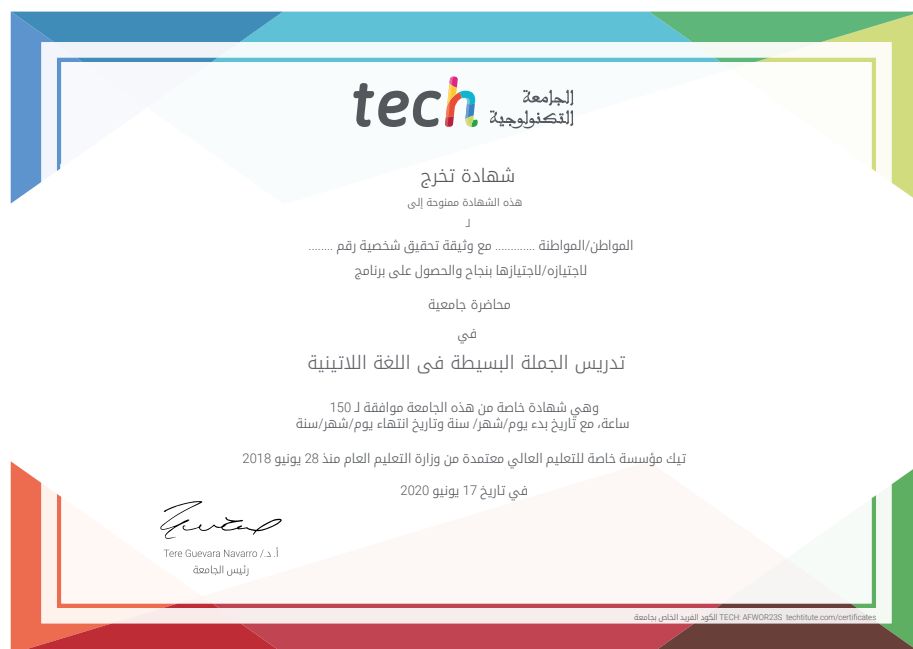 tech الجامعة
التكنولوجية
شهادة تخرج
هذه الشهادة ممنوحة إلى
لـ
المواطن/المواطنة ............. مع وثيقة تحقيق شخصية رقم ........
لاجتيازه/لاجتيازها بنجاح والحصول على برنامج
محاضرة جامعية
في
تدريس الجملة البسيطة فى اللغة اللاتينية
وهي شهادة خاصة من هذه الجامعة موافقة لـ 150
ساعة، مع تاريخ بدء يوم/شهر/ سنة وتاريخ انتهاء يوم/شهر/سنة
تيك مؤسسة خاصة للتعليم العالي معتمدة من وزارة التعليم العام منذ 28 يونيو 2018
في تاريخ 17 يونيو 2020
أ. د./ Tere Guevara Navarro
رئيس الجامعة
الكود الفريد الخاص بجامعة TECH: AFWOR23S techtitute.com/certificates